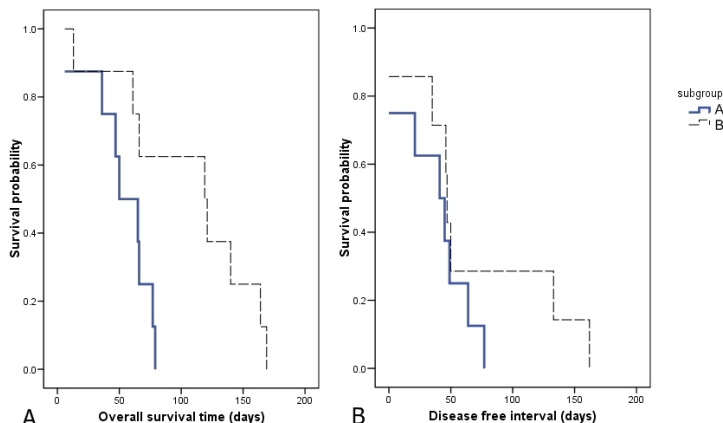 1.0
0.8
0.6
0.4
0.2
0.0
Survival probability
0
50
100
150
200
A
Overall survival time (days)
1.0
0.8
0.6
0.4
0.2
0.0
Survival probability
0
50
100
150
200
B
Disease free interval (days)
subgroup
A
B